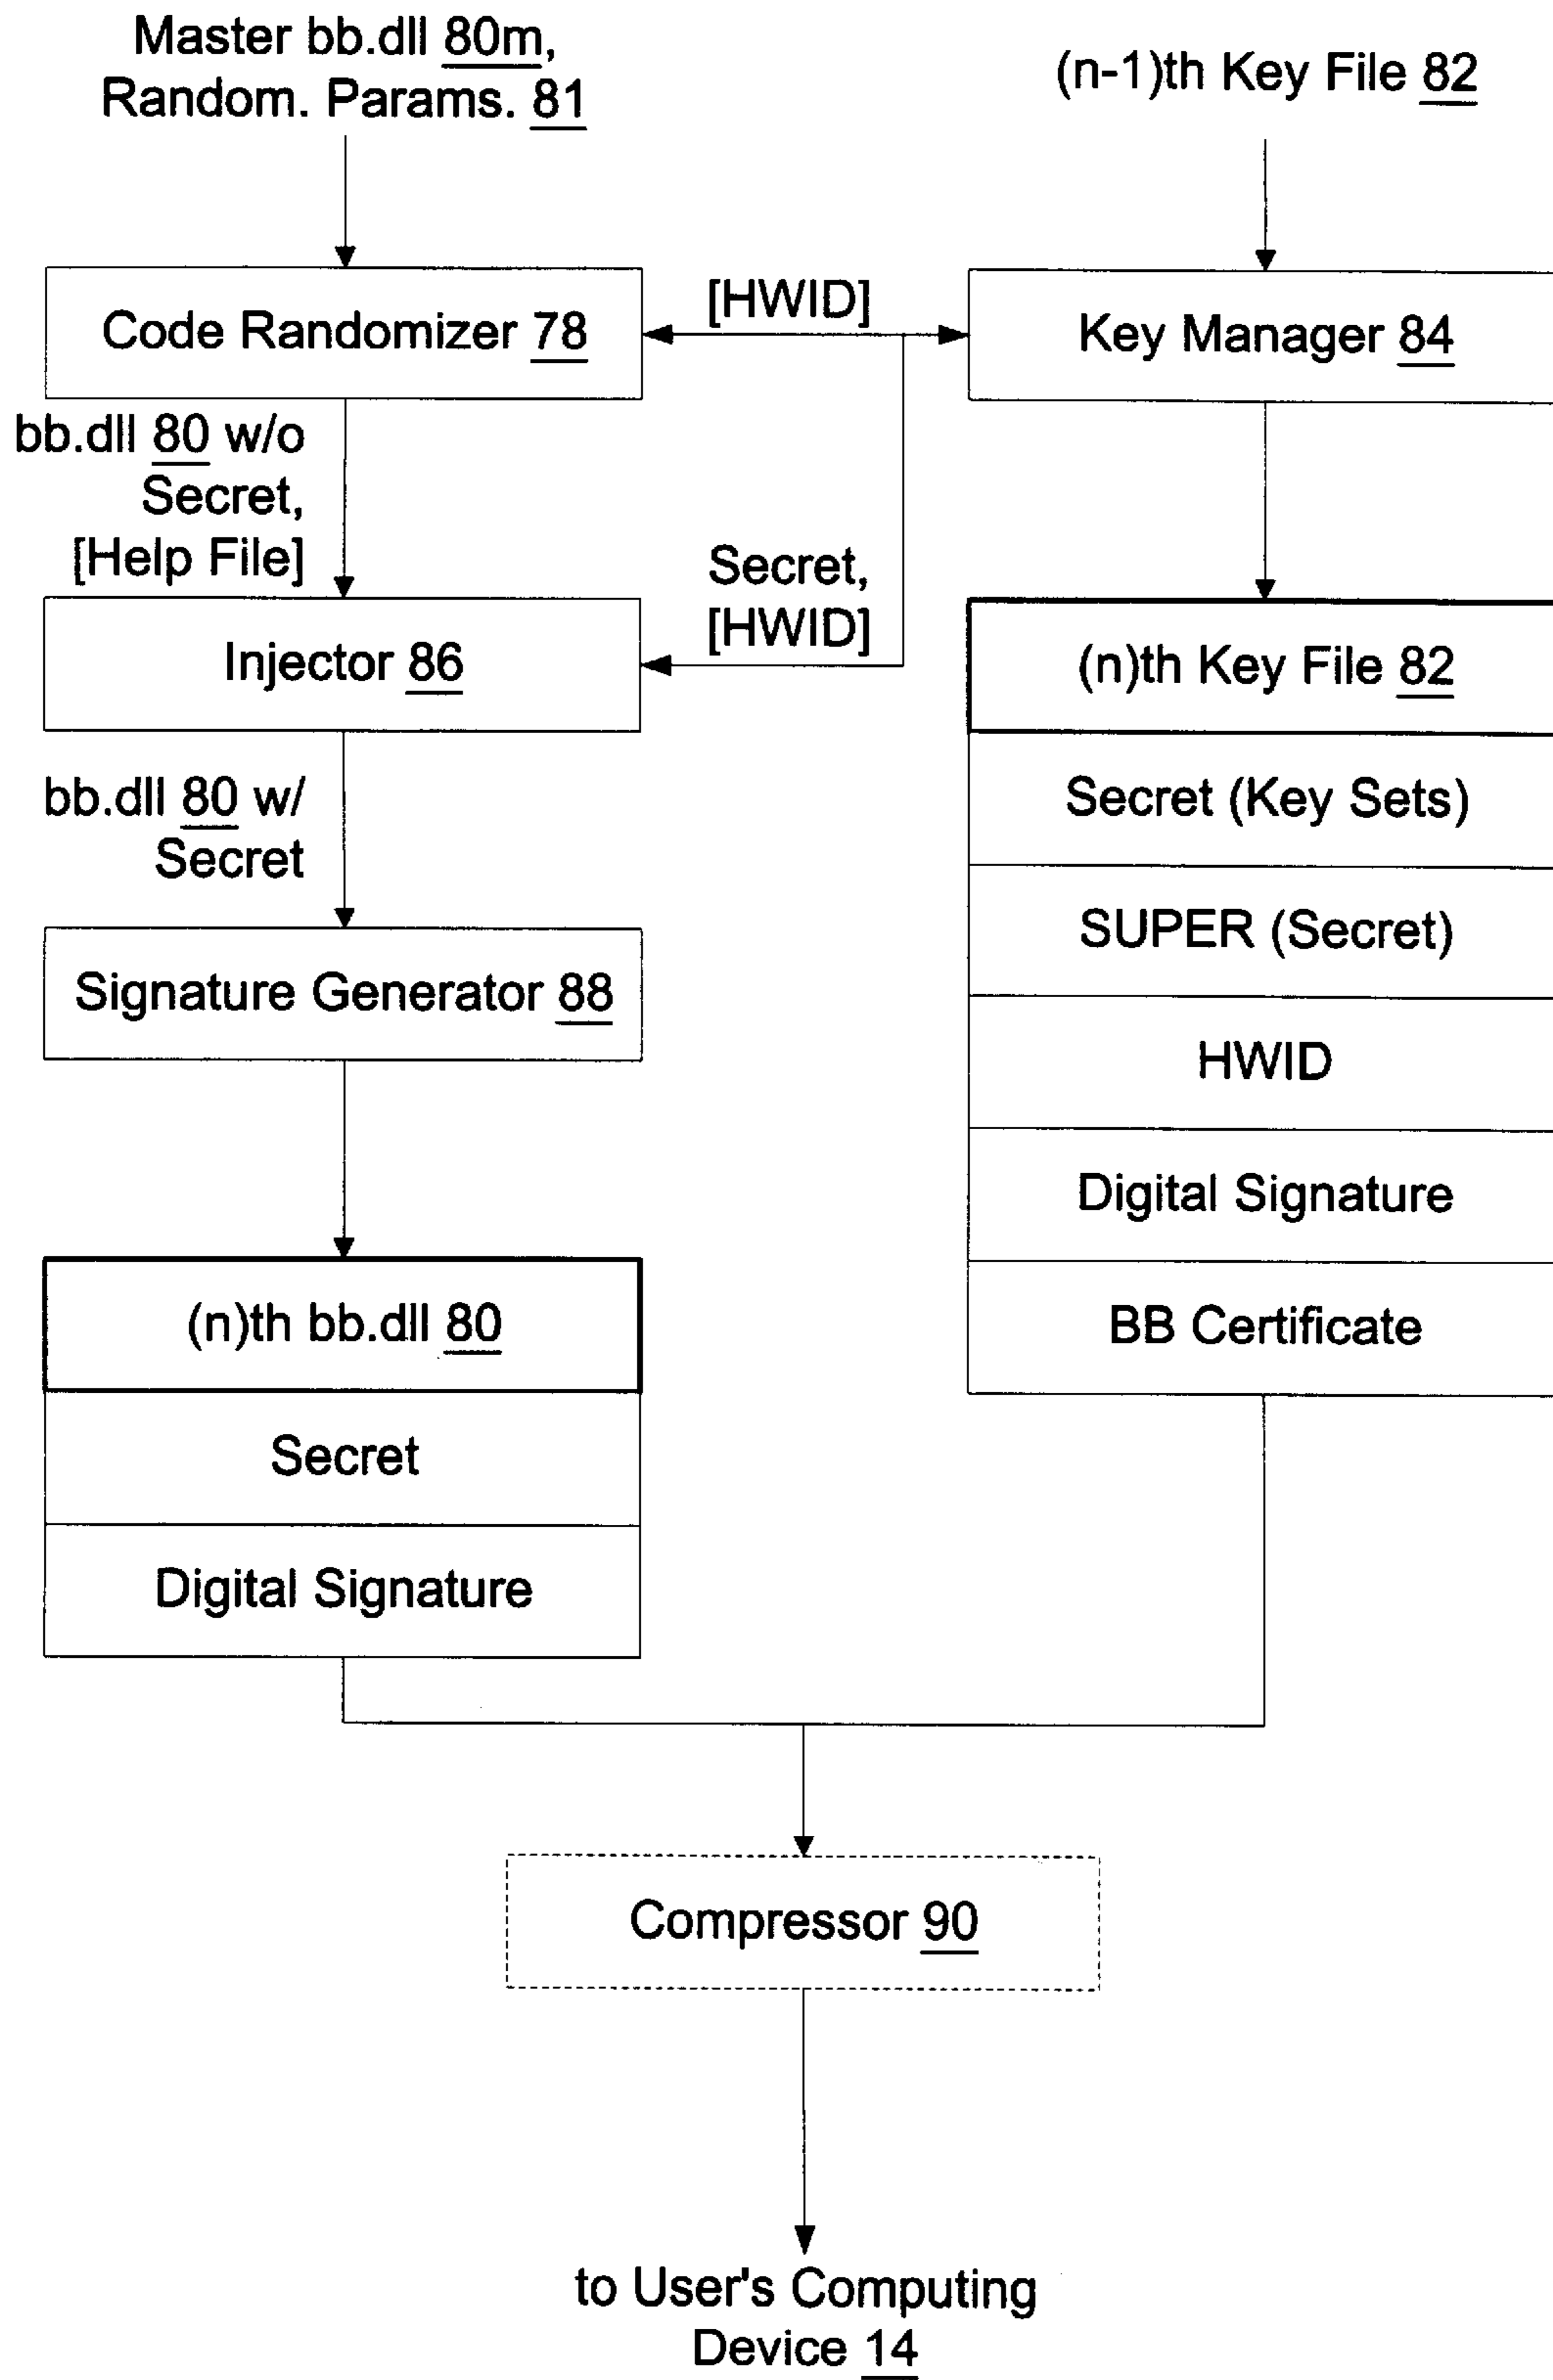 Master bb.dll 80m,
Random. Params. 81
(n-1)th Key File 82
Code Randomizer 78
[HWID]
Key Manager 84
bb.dll 80 w/o
Secret,
[Help File]
Secret,
[HWID]
Injector 86
(n)th Key File 82
bb.dll 80 w/
Secret
Secret (Key Sets)
SUPER (Secret)
Signature Generator 88
HWID
Digital Signature
(n)th bb.dll 80
BB Certificate
Secret
Digital Signature
Compressor 90
to User's Computing
Device 14